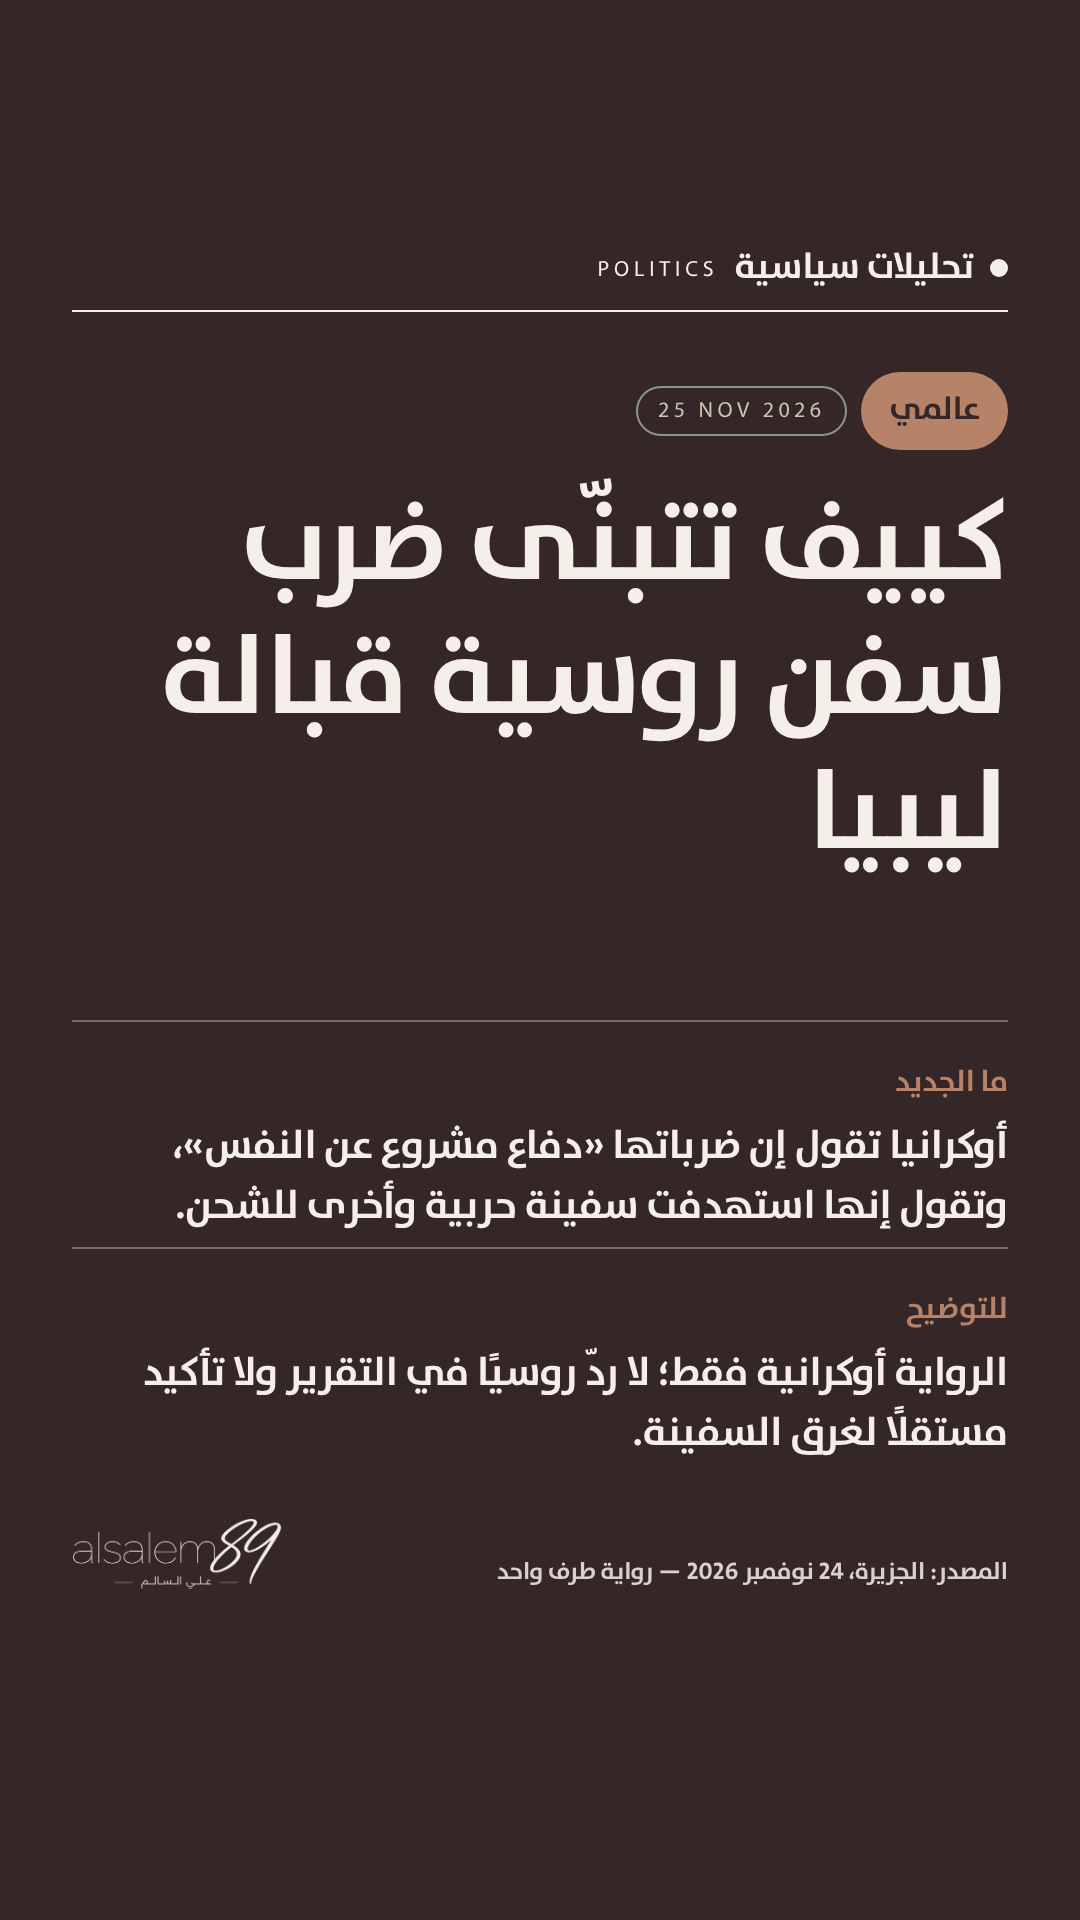 تحليلات سياسية POLITICS
عالمي 25 NOV 2026
كييف تتبنّى ضرب
سفن روسية قبالة
ليبيا
ما الجديد
أوكرانيا تقول إن ضرباتها «دفاع مشروع عن النفس»،
وتقول إنها استهدفت سفينة حربية وأخرى للشحن.
للتوضيح
الرواية أوكرانية فقط؛ لا ردّ روسيًا في التقرير ولا تأكيد
مستقلًا لغرق السفينة.
المصدر: الجزيرة، 24 نوفمبر 2026 — رواية طرف واحد
alsalem89
علي السالم